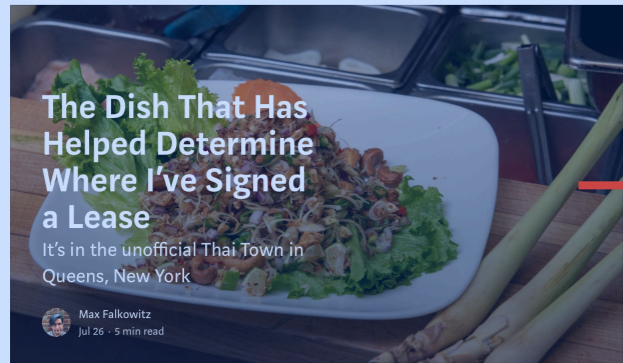 The Dish That Has
Helped Determine
Where I’ve Signed
a Lease
It’s in the unofficial Thai Town in
Queens, New York
Max Falkowitz
Jul 26 · 5 min read